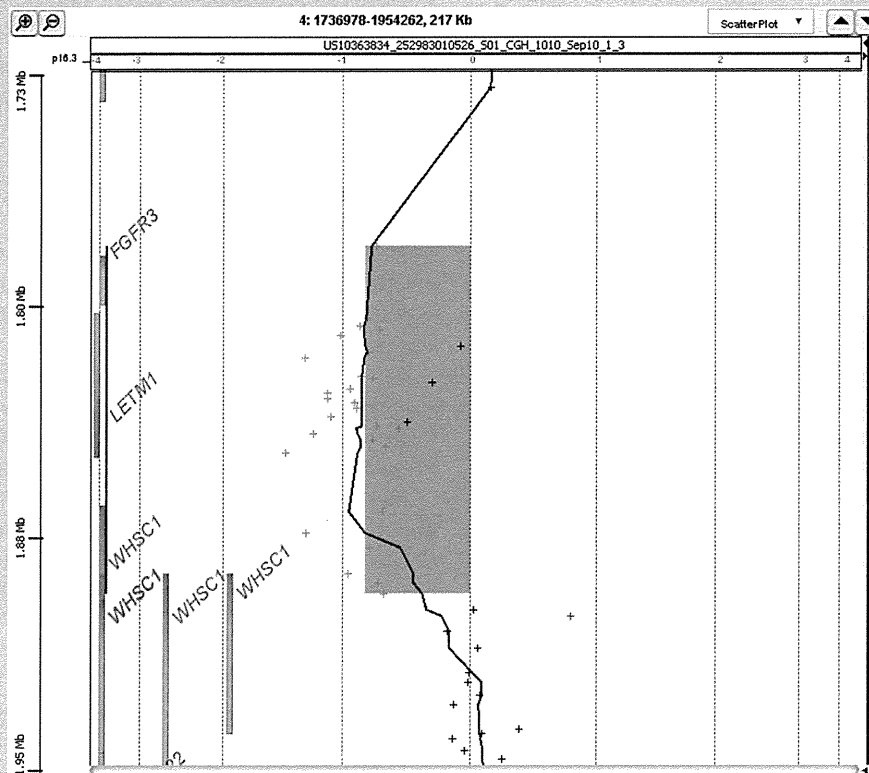 4: 1736978-1954262, 217 Kb
ScatterPlot
US10363834_252983010526_S01_CGH_1010_Sep10_1_3
p16.3
-4 -3 -2 -1 0 1 2 3 4
1.73 Mb
FGFR3
1.80 Mb
LETM1
WHSC1
1.88 Mb
WHSC1
WHSC1
WHSC1
1.95 Mb